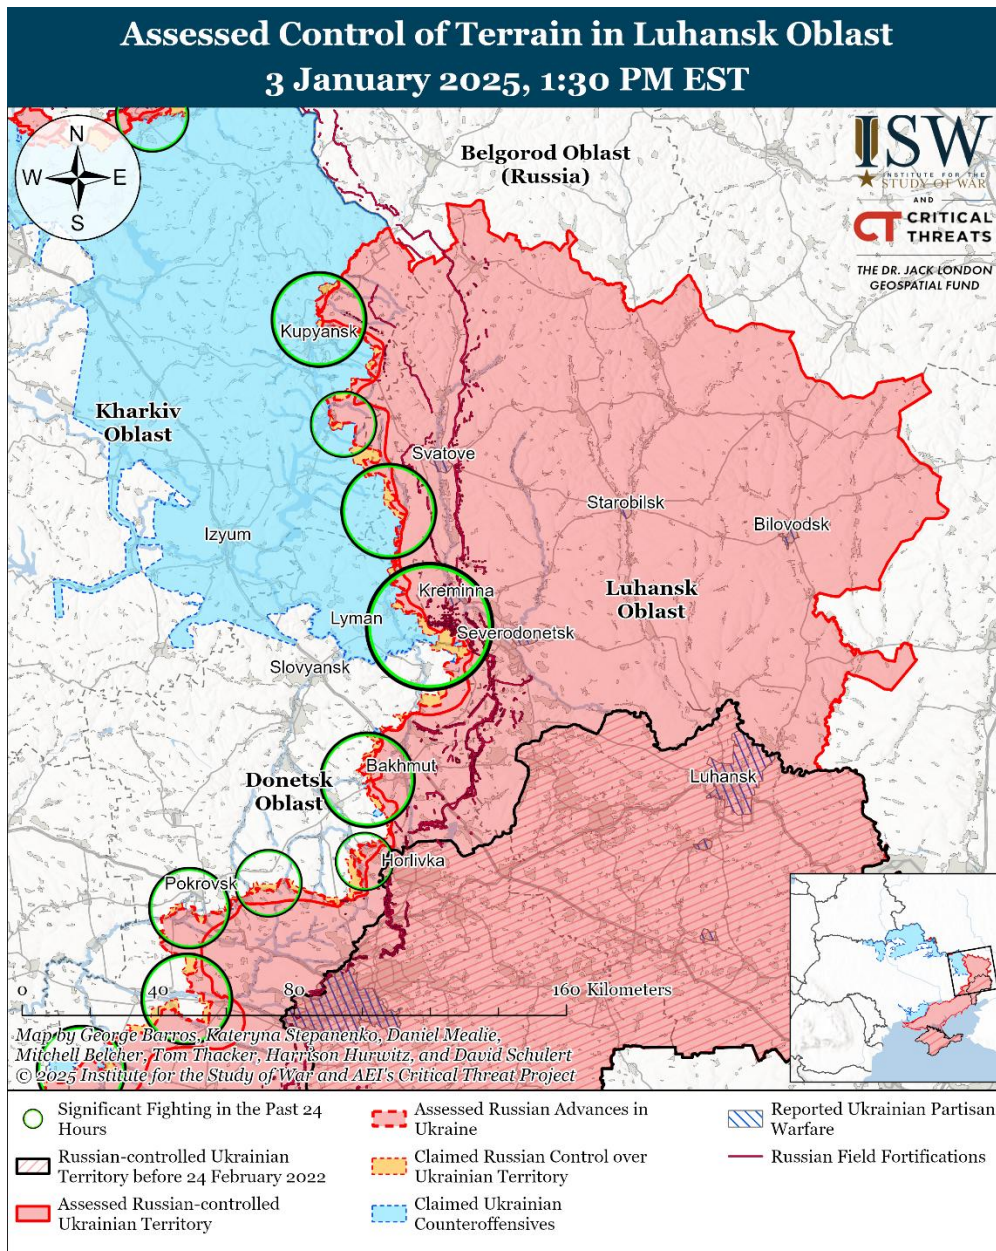 Assessed Control of Terrain in Luhansk Oblast
3 January 2025, 1:30 PM EST
N
W
E
S
Belgorod Oblast
(Russia)
ISW
INSTITUTE FOR THE
STUDY OF WAR
AND
CT CRITICAL
THREATS
THE DR. JACK LONDON
GEOSPATIAL FUND
Kupyansk
Kharkiv
Oblast
Svatove
Starobilsk
Bilovodsk
Izyum
Kreminna
Luhansk
Oblast
Lyman
Severodonetsk
Slovyansk
Bakhmut
Donetsk
Oblast
Luhansk
Horlivka
Pokrovsk
0
40
80
160 Kilometers
Map by George Barros, Kateryna Stepanenko, Daniel Mealie,
Mitchell Belcher, Tom Thacker, Harrison Hurwitz, and David Schulert
© 2025 Institute for the Study of War and AEI's Critical Threat Project
Significant Fighting in the Past 24
Hours
Russian-controlled Ukrainian
Territory before 24 February 2022
Assessed Russian-controlled
Ukrainian Territory
Assessed Russian Advances in
Ukraine
Claimed Russian Control over
Ukrainian Territory
Claimed Ukrainian
Counteroffensives
Reported Ukrainian Partisan
Warfare
Russian Field Fortifications